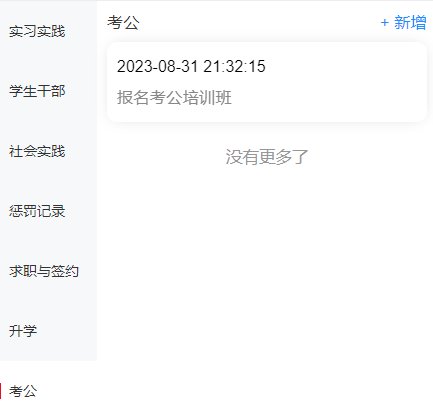 实习实践
学生干部
社会实践
惩罚记录
求职与签约
升学
考公
考公
+ 新增
2023-08-31 21:32:15
报名考公培训班
没有更多了